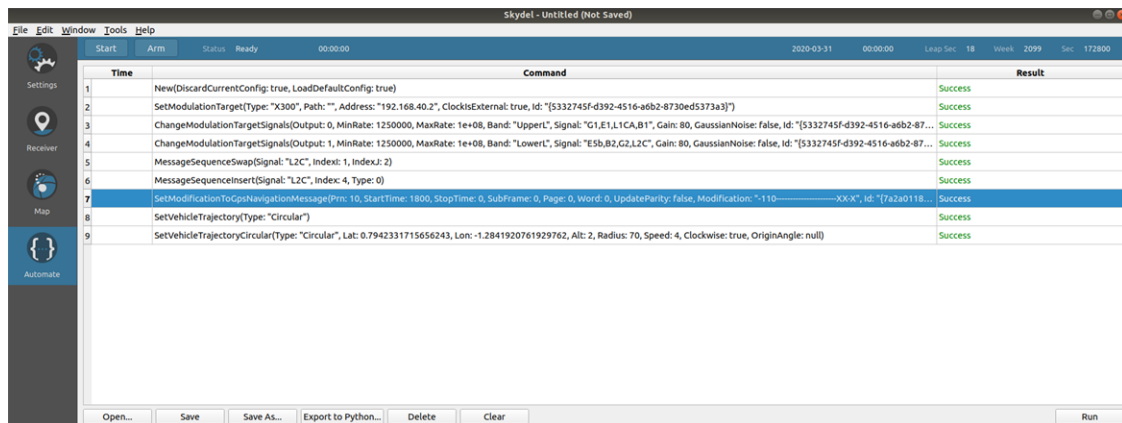 Skydel - Untitled (Not Saved)
File Edit Window Tools Help
Start Arm Status Ready 00:00:00 2020-03-31 00:00:00 Leap Sec 18 Week 2099 Sec 172800
Settings
Receiver
Map
Automate
Time Command Result
1 New(DiscardCurrentConfig: true, LoadDefaultConfig: true) Success
2 SetModulationTarget(Type: "X300", Path: "", Address: "192.168.40.2", ClockIsExternal: true, Id: "{5332745f-d392-4516-a6b2-8730ed5373a3}") Success
3 ChangeModulationTargetSignals(Output: 0, MinRate: 1250000, MaxRate: 1e+08, Band: "UpperL", Signal: "G1,E1,L1CA,B1", Gain: 80, GaussianNoise: false, Id: "{5332745f-d392-4516-a6b2-87... Success
4 ChangeModulationTargetSignals(Output: 1, MinRate: 1250000, MaxRate: 1e+08, Band: "LowerL", Signal: "E5b,B2,G2,L2C", Gain: 80, GaussianNoise: false, Id: "{5332745f-d392-4516-a6b2-87... Success
5 MessageSequenceSwap(Signal: "L2C", IndexI: 1, IndexJ: 2) Success
6 MessageSequenceInsert(Signal: "L2C", Index: 4, Type: 0) Success
7 SetModificationToGpsNavigationMessage(Prn: 10, StartTime: 1800, StopTime: 0, SubFrame: 0, Page: 0, Word: 0, UpdateParity: false, Modification: "-110---------------------XX-X", Id: "{7a2a0118... Success
8 SetVehicleTrajectory(Type: "Circular") Success
9 SetVehicleTrajectoryCircular(Type: "Circular", Lat: 0.7942331715656243, Lon: -1.2841920761929762, Alt: 2, Radius: 70, Speed: 4, Clockwise: true, OriginAngle: null) Success
Open... Save Save As... Export to Python... Delete Clear Run